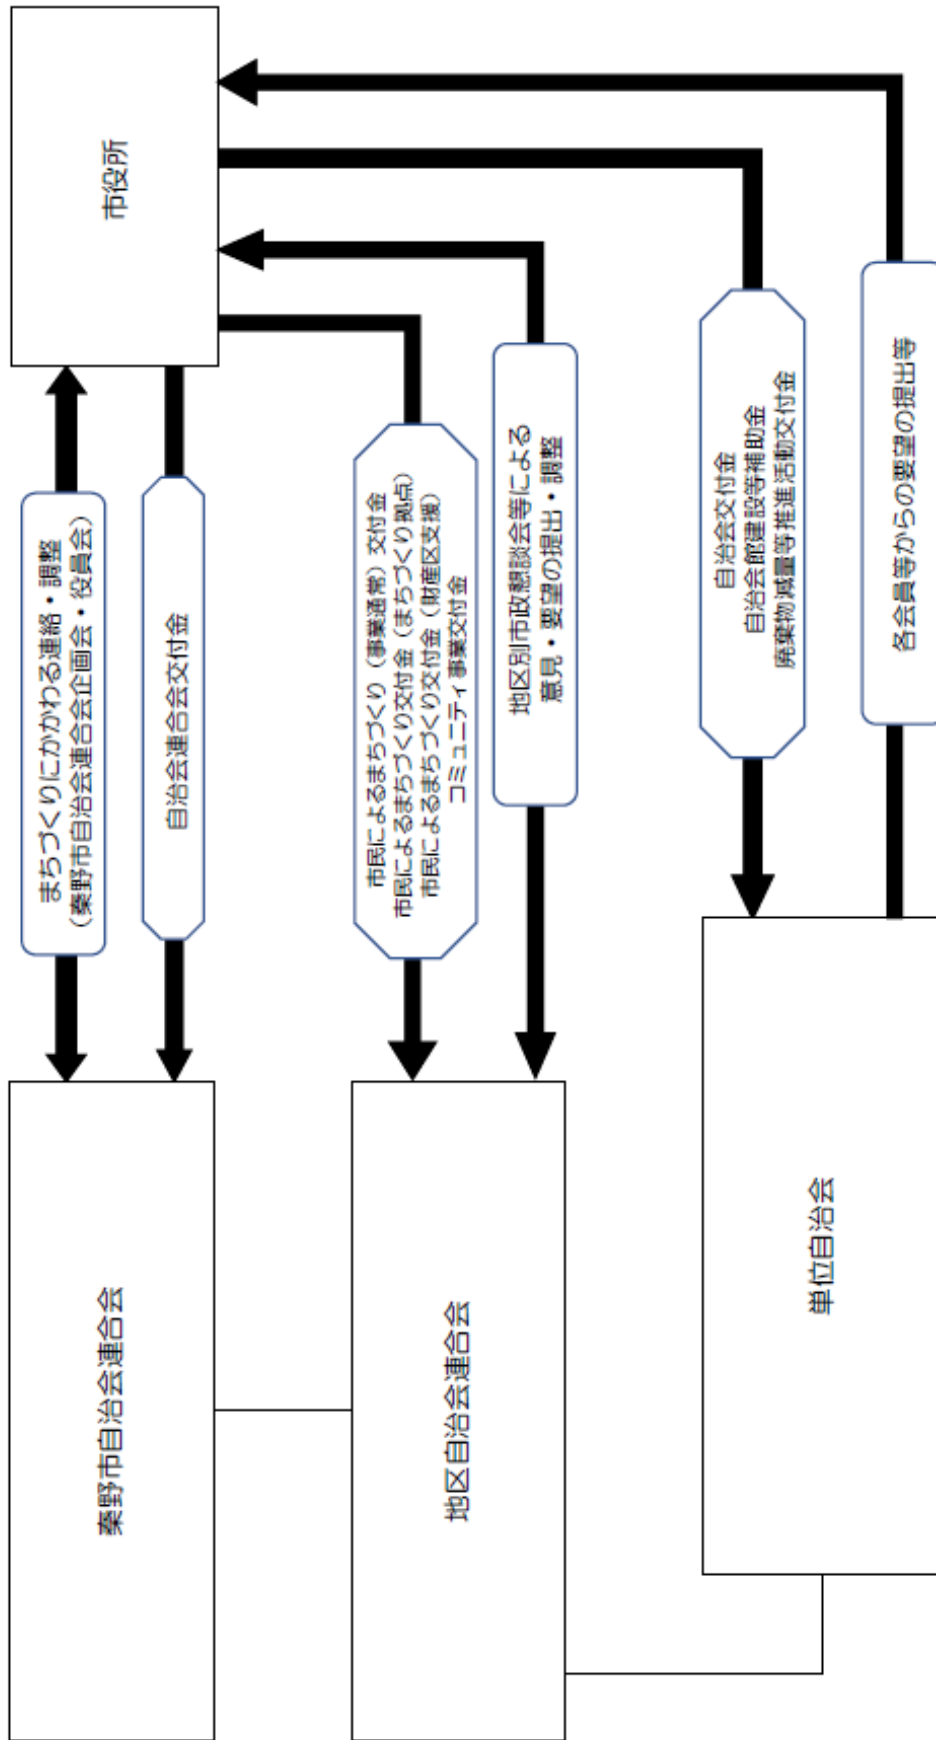 秦野市自治会連合会
まちづくりにかかわる連絡・調整
（秦野市自治会連合会企画会・役員会）
自治会連合会交付金
市役所
地区自治会連合会
市民によるまちづくり（事業通常）交付金
市民によるまちづくり交付金（まちづくり拠点）
市民によるまちづくり交付金（財産区支援）
コミュニティ事業交付金
地区別市政懇談会等による
意見・要望の提出・調整
単位自治会
自治会交付金
自治会館建設等補助金
廃棄物減量等推進活動交付金
各会員等からの要望の提出等